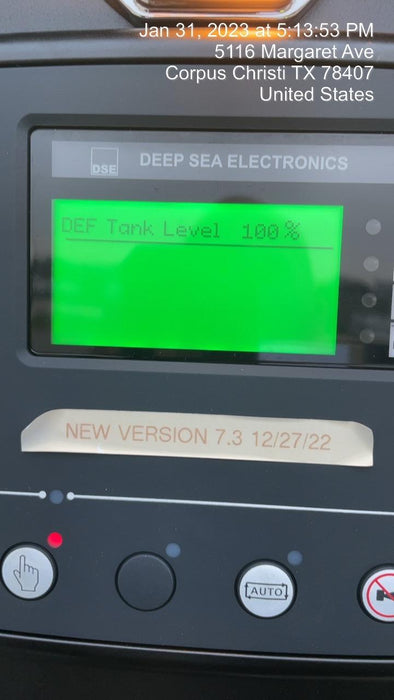 Jan 31, 2023 at 5:13:53 PM
5116 Margaret Ave
Corpus Christi TX 78407
United States
DSE DEEP SEA ELECTRONICS
DEF Tank Level 100%
NEW VERSION 7.3 12/27/22
AUTO